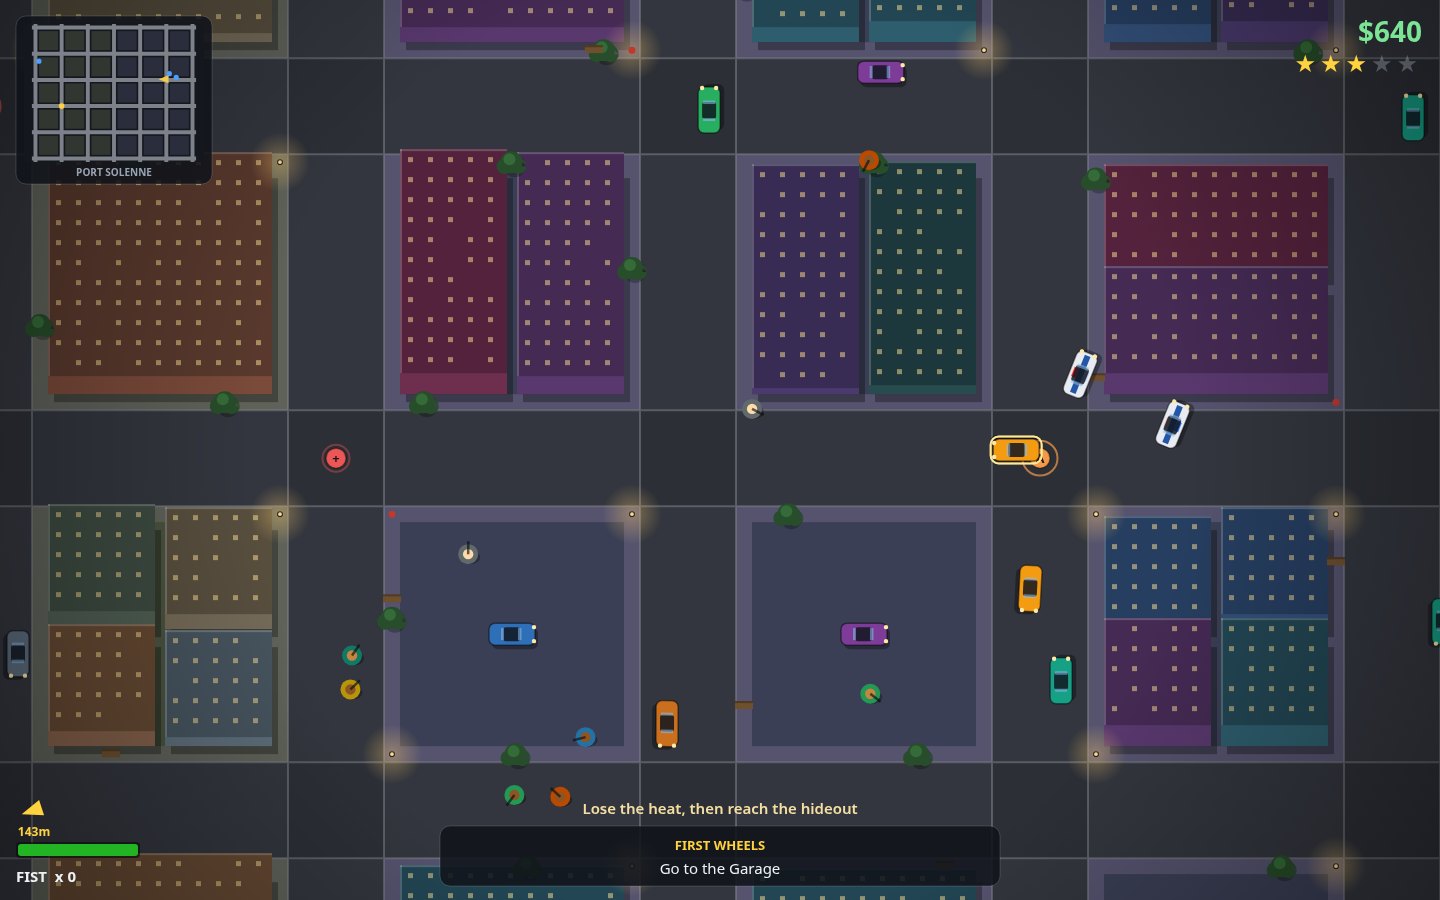 $640
PORT SOLENNE
143m
FIST x 0
Lose the heat, then reach the hideout
FIRST WHEELS
Go to the Garage